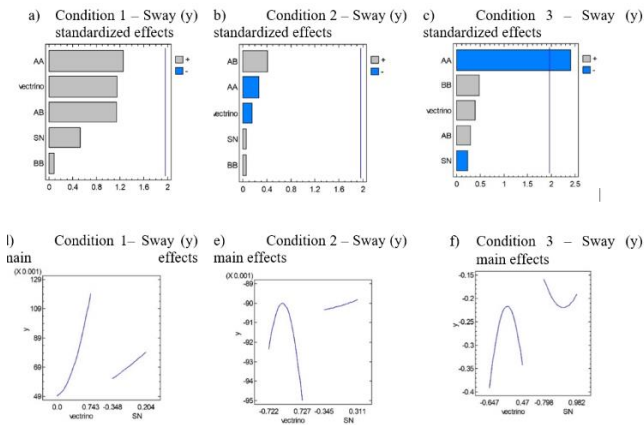 a) Condition 1 – Sway (y) standardized effects
AA
vectrino
AB
SN
BB
+
-
0 0.4 0.8 1.2 1.6 2
b) Condition 2 – Sway (y) standardized effects
AB
AA
vectrino
SN
BB
+
-
0 0.4 0.8 1.2 1.6 2
c) Condition 3 – Sway (y) standardized effects
AA
BB
vectrino
AB
SN
+
-
0 0.5 1 1.5 2 2.5
) Condition 1 – Sway (y) main effects
(X 0.001)
129
109
89
69
49
y
0.0 0.743 -0.348 0.204
vectrino SN
e) Condition 2 – Sway (y) main effects
(X 0.001)
-89
-91
-92
-94
-95
y
-0.722 0.727 -0.345 0.311
vectrino SN
f) Condition 3 – Sway (y) main effects
-0.15
-0.2
-0.25
-0.3
-0.35
-0.4
y
-0.647 0.47 -0.798 0.982
vectrino SN